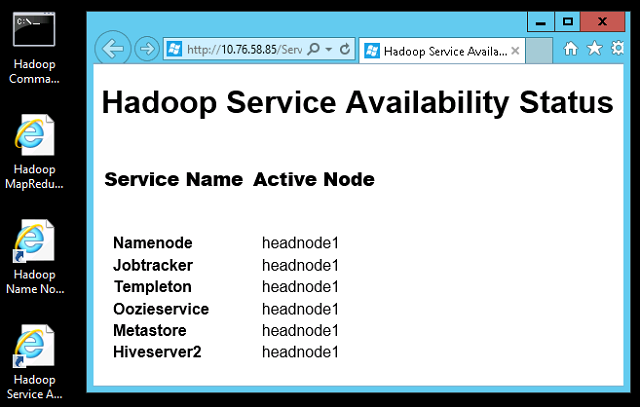 C:\_
Hadoop
Comma...
Hadoop
MapRedu...
Hadoop
Name No...
Hadoop
Service A...
http://10.76.58.85/Serv
Hadoop Service Availa...
Hadoop Service Availability Status
Service Name Active Node
Namenode headnode1
Jobtracker headnode1
Templeton headnode1
Oozieservice headnode1
Metastore headnode1
Hiveserver2 headnode1